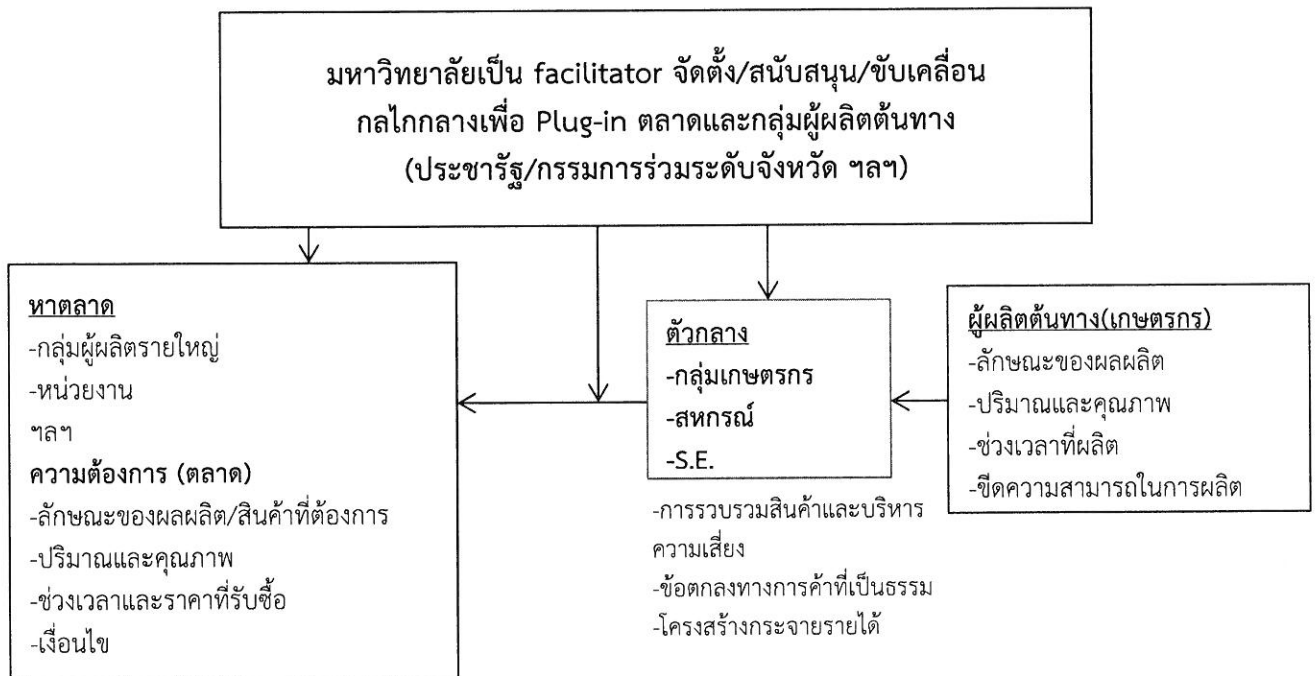 มหาวิทยาลัยเป็น facilitator จัดตั้ง/สนับสนุน/ขับเคลื่อน
กลไกกลางเพื่อ Plug-in ตลาดและกลุ่มผู้ผลิตต้นทาง
(ประชารัฐ/กรรมการร่วมระดับจังหวัด ฯลฯ)
หาตลาด
-กลุ่มผู้ผลิตรายใหญ่
-หน่วยงาน
ฯลฯ
ความต้องการ (ตลาด)
-ลักษณะของผลผลิต/สินค้าที่ต้องการ
-ปริมาณและคุณภาพ
-ช่วงเวลาและราคาที่รับซื้อ
-เงื่อนไข
ตัวกลาง
-กลุ่มเกษตรกร
-สหกรณ์
-S.E.
-การรวบรวมสินค้าและบริหาร
ความเสี่ยง
-ข้อตกลงทางการค้าที่เป็นธรรม
-โครงสร้างกระจายรายได้
ผู้ผลิตต้นทาง(เกษตรกร)
-ลักษณะของผลผลิต
-ปริมาณและคุณภาพ
-ช่วงเวลาที่ผลิต
-ขีดความสามารถในการผลิต